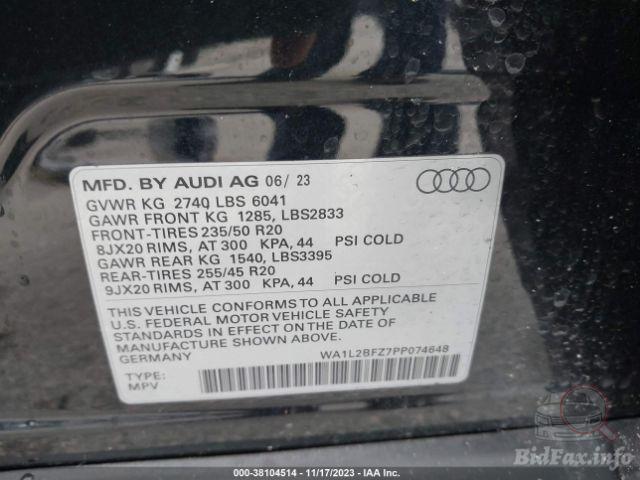 MFD. BY AUDI AG 06/ 23
GVWR KG 2740 LBS 6041
GAWR FRONT KG 1285, LBS2833
FRONT-TIRES 235/50 R20
8JX20 RIMS, AT 300 KPA, 44 PSI COLD
GAWR REAR KG 1540, LBS3395
REAR-TIRES 255/45 R20
9JX20 RIMS, AT 300 KPA, 44 PSI COLD
THIS VEHICLE CONFORMS TO ALL APPLICABLE
U.S. FEDERAL MOTOR VEHICLE SAFETY
STANDARDS IN EFFECT ON THE DATE OF
MANUFACTURE SHOWN ABOVE.
GERMANY
WA1L2BFZ7PP074648
TYPE:
MPV
BidFax.info
000-38104514 - 11/17/2023 - IAA Inc.